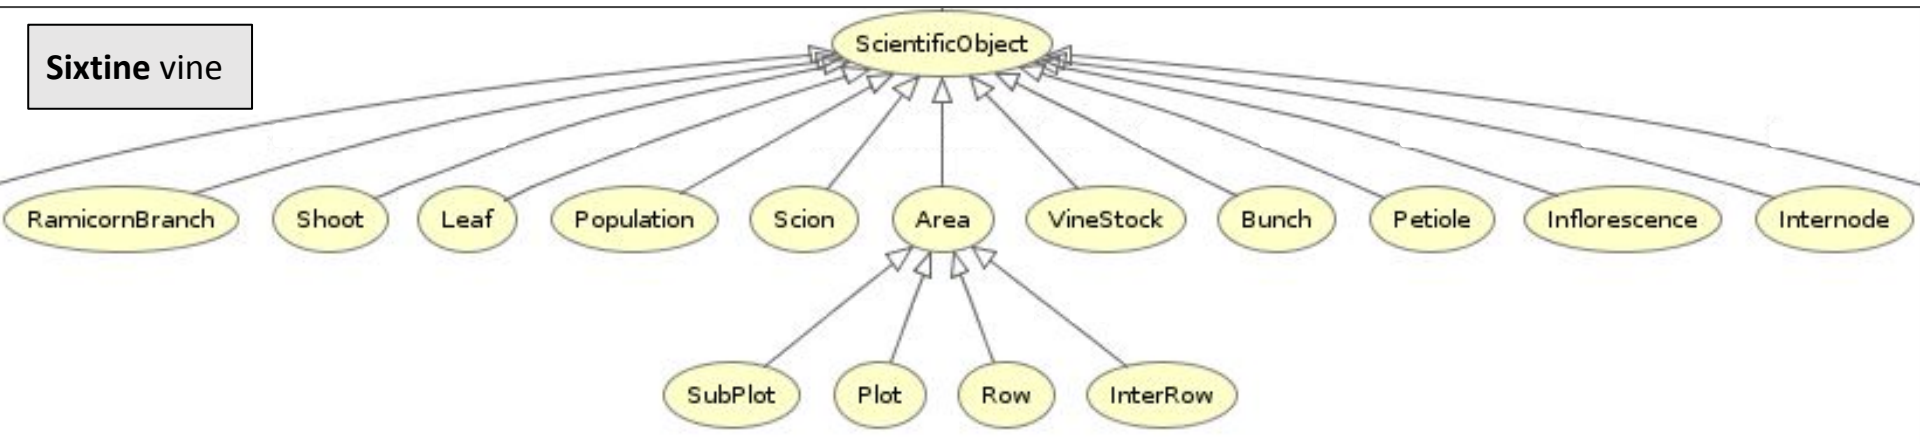 Sixtine vine
ScientificObject
RamicornBranch
Shoot
Leaf
Population
Scion
Area
VineStock
Bunch
Petiole
Inflorescence
Internode
SubPlot
Plot
Row
InterRow